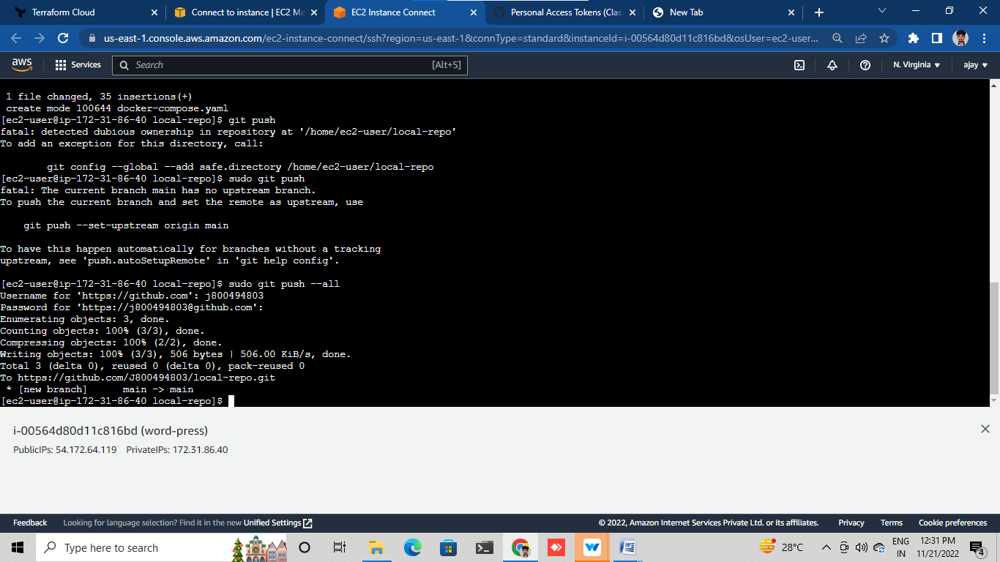 Terraform Cloud
Connect to instance | EC2 Ma
EC2 Instance Connect
Personal Access Tokens (Clas
New Tab
us-east-1.console.aws.amazon.com/ec2-instance-connect/ssh?region=us-east-1&connType=standard&instanceId=i-00564d80d11c816bd&osUser=ec2-user...
aws
Services
Search
[Alt+S]
N. Virginia
ajay
1 file changed, 35 insertions(+)
create mode 100644 docker-compose.yaml
[ec2-user@ip-172-31-86-40 local-repo]$ git push
fatal: detected dubious ownership in repository at '/home/ec2-user/local-repo'
To add an exception for this directory, call:
git config --global --add safe.directory /home/ec2-user/local-repo
[ec2-user@ip-172-31-86-40 local-repo]$ sudo git push
fatal: The current branch main has no upstream branch.
To push the current branch and set the remote as upstream, use
git push --set-upstream origin main
To have this happen automatically for branches without a tracking
upstream, see 'push.autoSetupRemote' in 'git help config'.
[ec2-user@ip-172-31-86-40 local-repo]$ sudo git push --all
Username for 'https://github.com': j800494803
Password for 'https://j800494803@github.com':
Enumerating objects: 3, done.
Counting objects: 100% (3/3), done.
Compressing objects: 100% (2/2), done.
Writing objects: 100% (3/3), 506 bytes | 506.00 KiB/s, done.
Total 3 (delta 0), reused 0 (delta 0), pack-reused 0
To https://github.com/J800494803/local-repo.git
* [new branch]      main -> main
[ec2-user@ip-172-31-86-40 local-repo]$
i-00564d80d11c816bd (word-press)
PublicIPs: 54.172.64.119 PrivateIPs: 172.31.86.40
Feedback
Looking for language selection? Find it in the new Unified Settings
© 2022, Amazon Internet Services Private Ltd. or its affiliates.
Privacy
Terms
Cookie preferences
Type here to search
28°C
ENG
IN
12:31 PM
11/21/2022
4